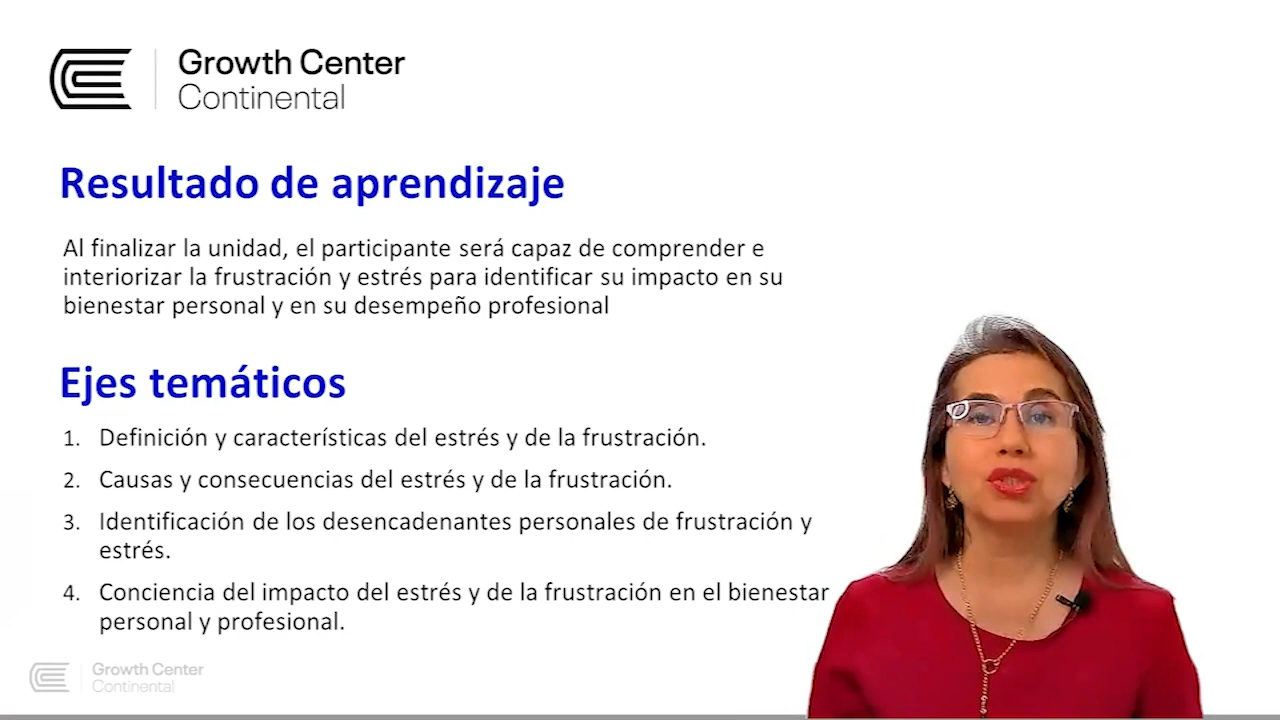 Growth Center
Continental
Resultado de aprendizaje
Al finalizar la unidad, el participante será capaz de comprender e
interiorizar la frustración y estrés para identificar su impacto en su
bienestar personal y en su desempeño profesional
Ejes temáticos
1. Definición y características del estrés y de la frustración.
2. Causas y consecuencias del estrés y de la frustración.
3. Identificación de los desencadenantes personales de frustración y
estrés.
4. Conciencia del impacto del estrés y de la frustración en el bienestar
personal y profesional.
Growth Center
Continental